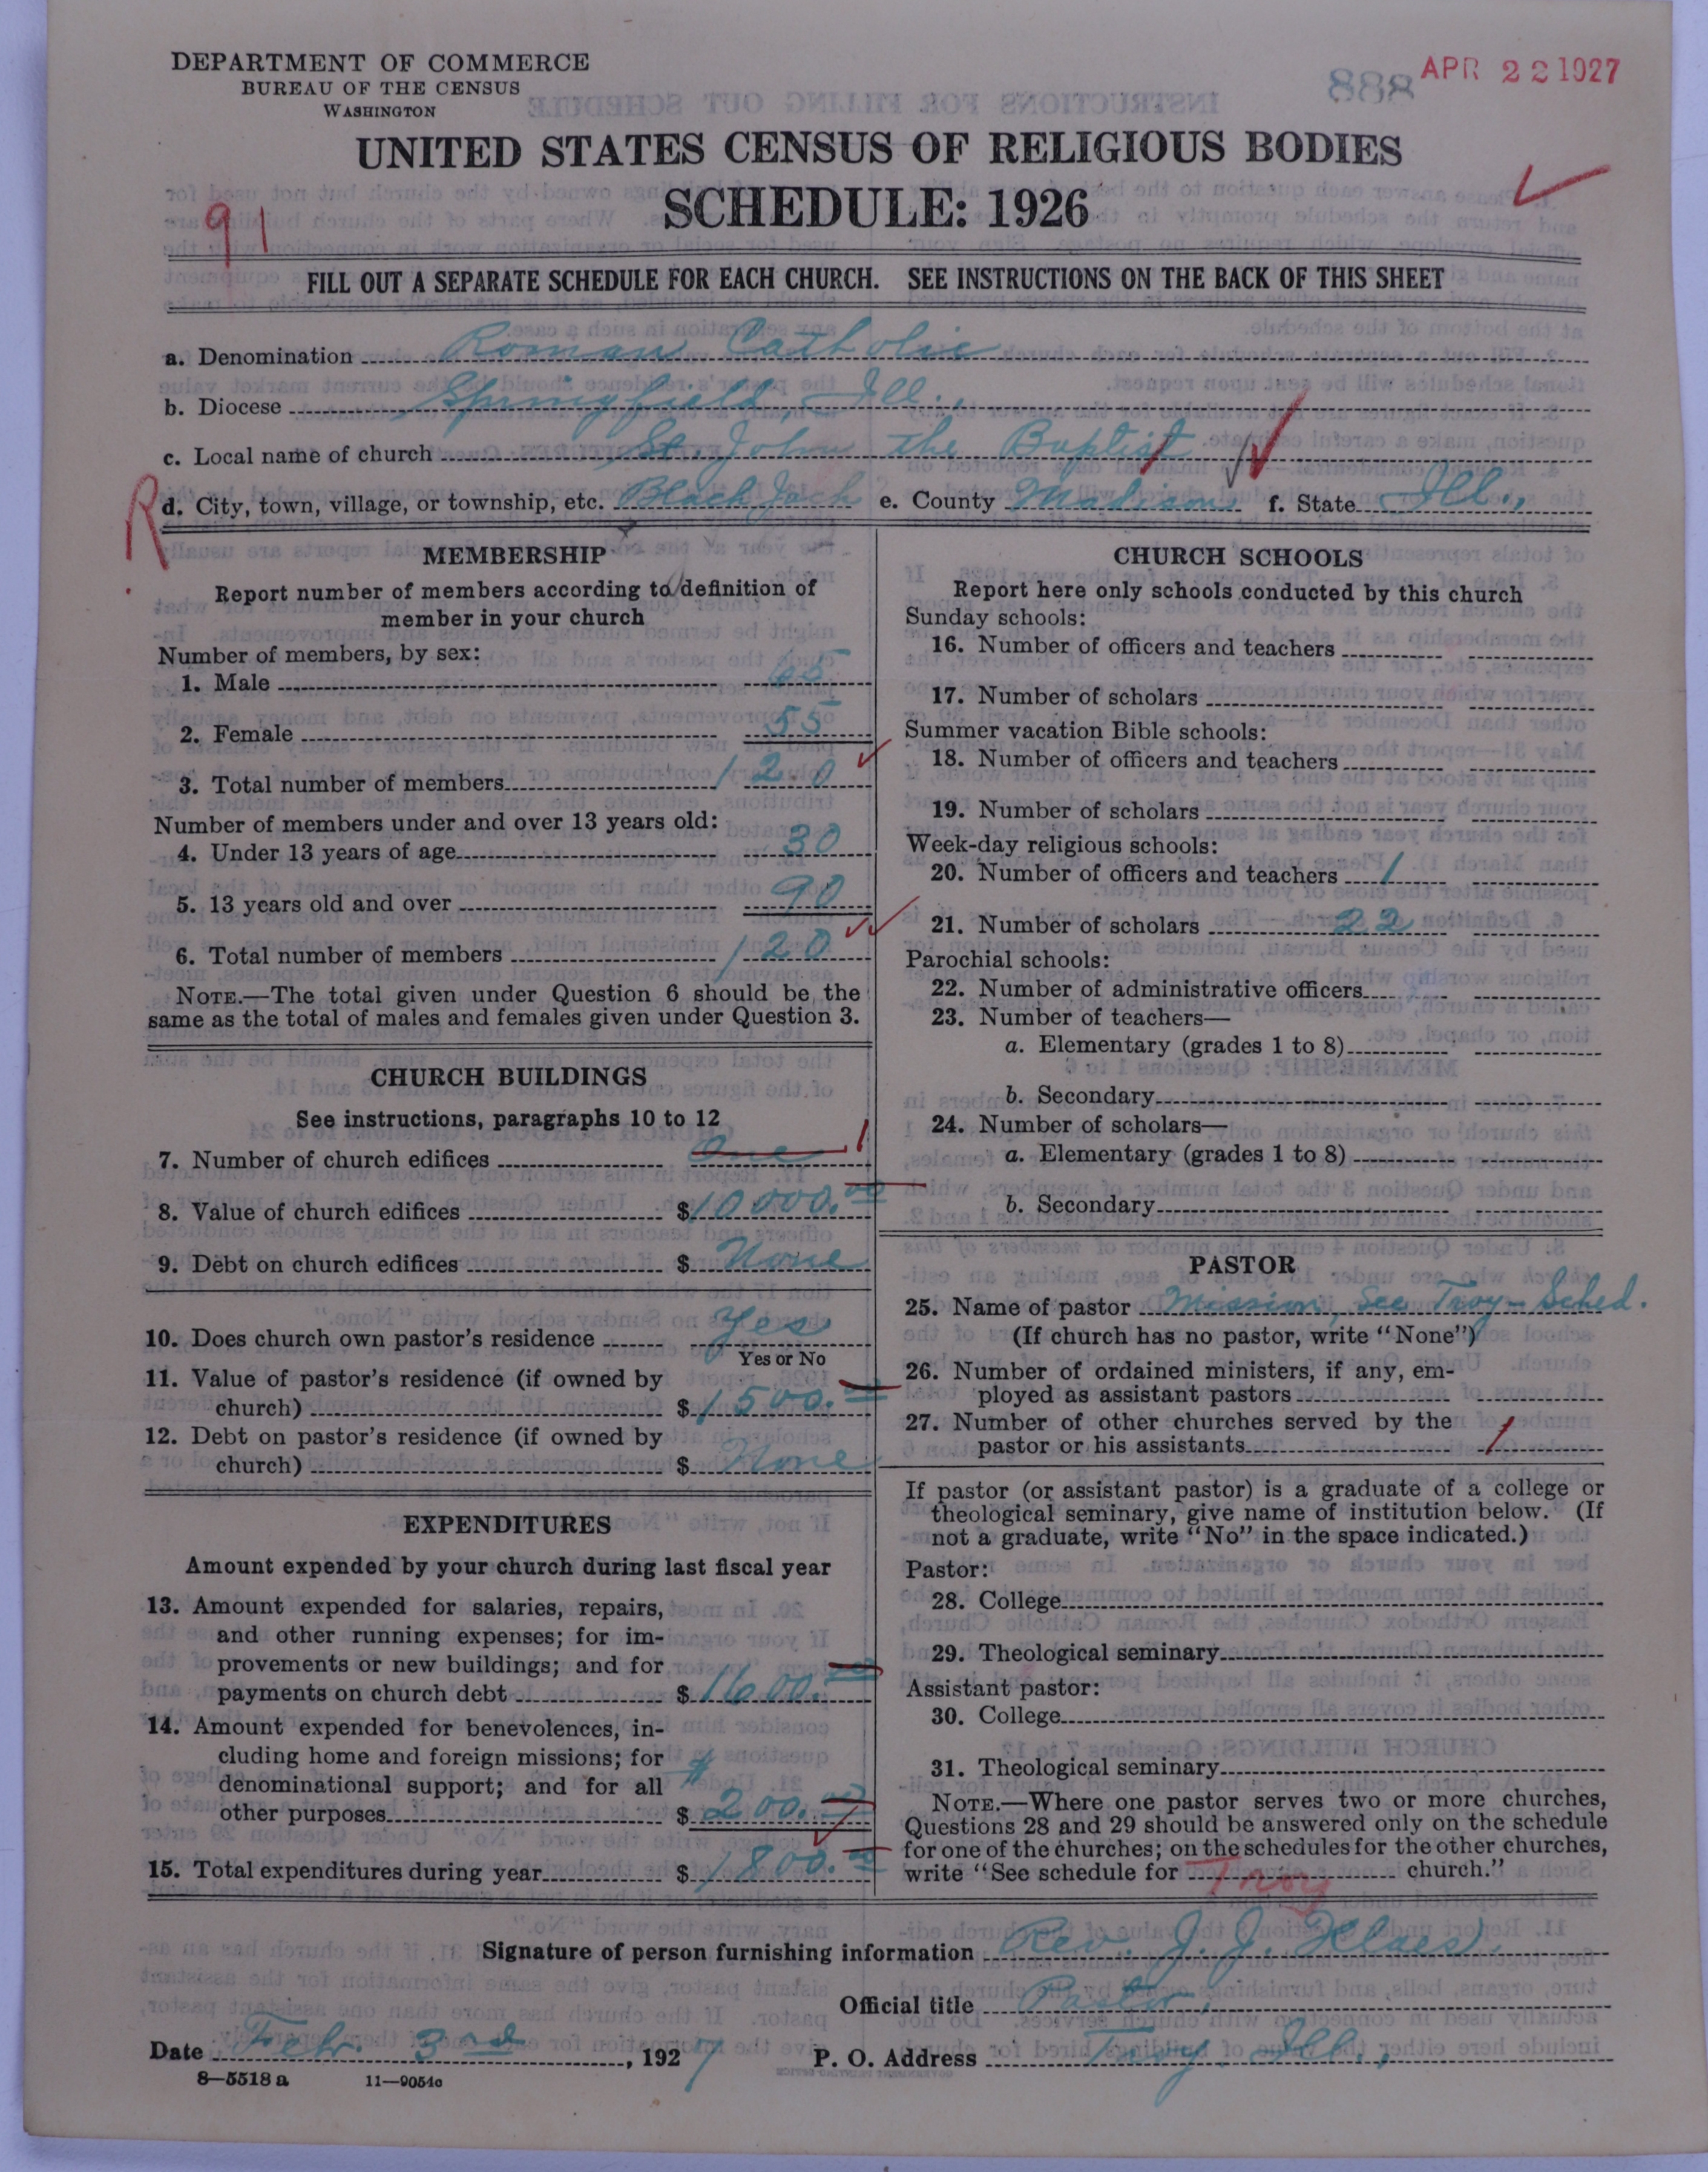 DEPARTMENT OF COMMERCE
BUREAU OF THE CENSUS
WASHINGTON
888 APR 22 1927
UNITED STATES CENSUS OF RELIGIOUS BODIES
SCHEDULE: 1926
91
FILL OUT A SEPARATE SCHEDULE FOR EACH CHURCH. SEE INSTRUCTIONS ON THE BACK OF THIS SHEET
a. Denomination Roman Catholic
b. Diocese Springfield, Ill.,
c. Local name of church St. John the Baptist
R
d. City, town, village, or township, etc. Black Jack e. County Madison f. State Ill.,
MEMBERSHIP
Report number of members according to definition of
member in your church
Number of members, by sex:
1. Male 65
2. Female 55
3. Total number of members 120
Number of members under and over 13 years old:
4. Under 13 years of age 30
5. 13 years old and over 90
6. Total number of members 120
NOTE.—The total given under Question 6 should be the
same as the total of males and females given under Question 3.
CHURCH BUILDINGS
See instructions, paragraphs 10 to 12
7. Number of church edifices One 1
8. Value of church edifices $10000.00
9. Debt on church edifices $ None
10. Does church own pastor's residence Yes
Yes or No
11. Value of pastor's residence (if owned by
church) $1500.00
12. Debt on pastor's residence (if owned by
church) $ None
EXPENDITURES
Amount expended by your church during last fiscal year
13. Amount expended for salaries, repairs,
and other running expenses; for im-
provements or new buildings; and for
payments on church debt $1600.00
14. Amount expended for benevolences, in-
cluding home and foreign missions; for
denominational support; and for all
other purposes $200.00
15. Total expenditures during year $1800.00
CHURCH SCHOOLS
Report here only schools conducted by this church
Sunday schools:
16. Number of officers and teachers
17. Number of scholars
Summer vacation Bible schools:
18. Number of officers and teachers
19. Number of scholars
Week-day religious schools:
20. Number of officers and teachers 1
21. Number of scholars 22
Parochial schools:
22. Number of administrative officers
23. Number of teachers—
a. Elementary (grades 1 to 8)
b. Secondary
24. Number of scholars—
a. Elementary (grades 1 to 8)
b. Secondary
PASTOR
25. Name of pastor Mission, See Troy-Sched.
(If church has no pastor, write "None")
26. Number of ordained ministers, if any, em-
ployed as assistant pastors
27. Number of other churches served by the
pastor or his assistants 1
If pastor (or assistant pastor) is a graduate of a college or
theological seminary, give name of institution below. (If
not a graduate, write "No" in the space indicated.)
Pastor:
28. College
29. Theological seminary
Assistant pastor:
30. College
31. Theological seminary
NOTE.—Where one pastor serves two or more churches,
Questions 28 and 29 should be answered only on the schedule
for one of the churches; on the schedules for the other churches,
write "See schedule for Troy church."
Signature of person furnishing information Rev. J. J. Klaes.
Official title Pastor,
Date Feb. 3rd, 1927 P. O. Address Troy, Ill.,
8—5518 a 11—9054c